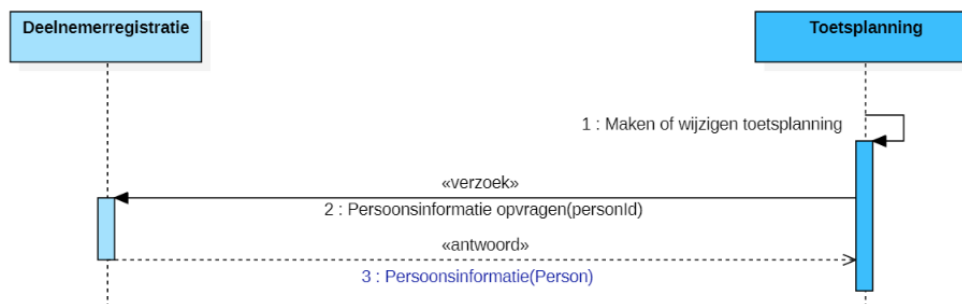 Deelnemerregistratie
Toetsplanning
1 : Maken of wijzigen toetsplanning
«verzoek»
2 : Persoonsinformatie opvragen(personId)
«antwoord»
3 : Persoonsinformatie(Person)